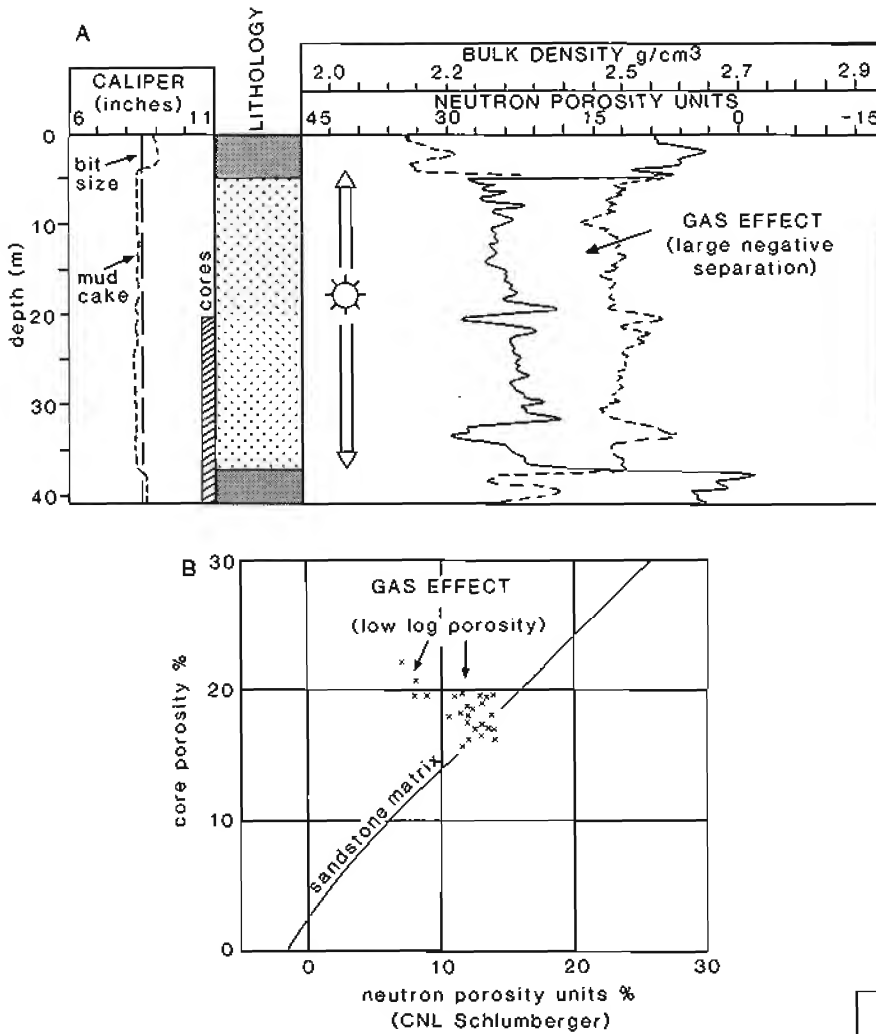 A
CALIPER
(inches)
6 11
LITHOLOGY
BULK DENSITY g/cm3
2.0 2.2 2.5 2.7 2.9
NEUTRON POROSITY UNITS
45 30 15 0 -15
0
10
20
30
40
depth (m)
bit
size
mud
cake
cores
GAS EFFECT
(large negative
separation)
B
GAS EFFECT
(low log porosity)
sandstone matrix
core porosity %
30
20
10
0
0 10 20 30
neutron porosity units %
(CNL Schlumberger)